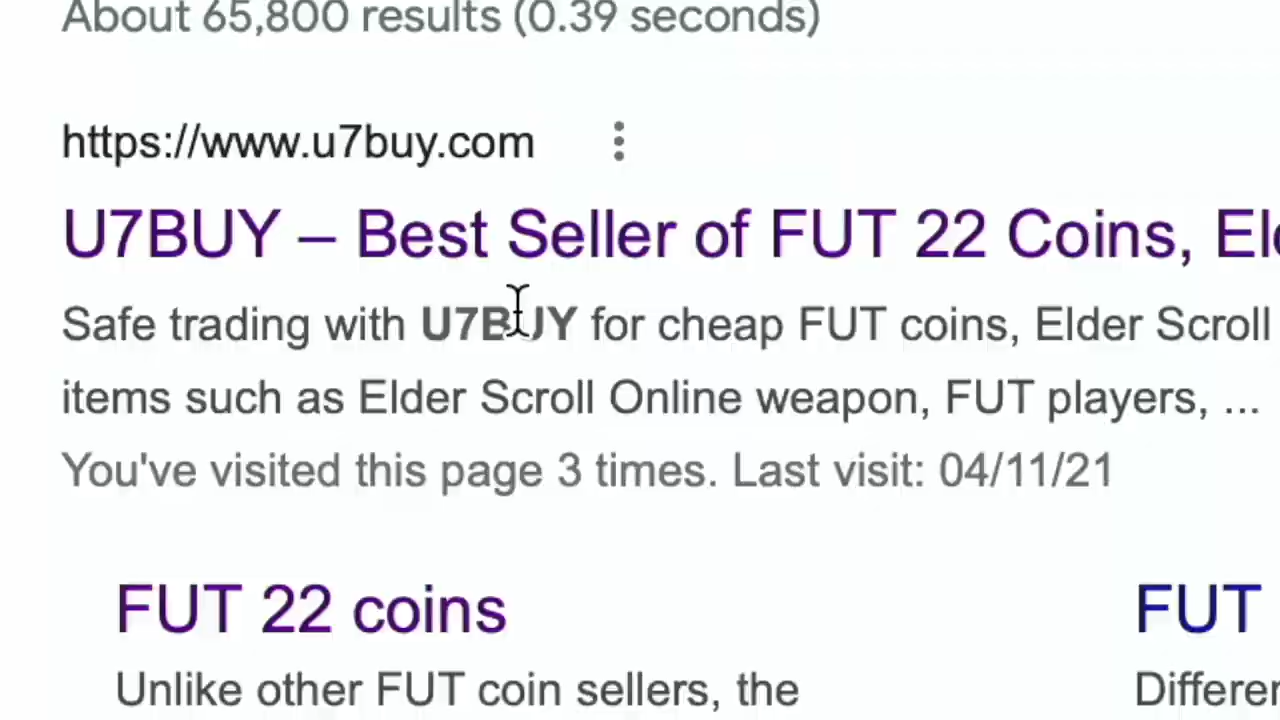 About 65,800 results (0.39 seconds)
https://www.u7buy.com
U7BUY – Best Seller of FUT 22 Coins,
Safe trading with U7BUY for cheap FUT coins, Elder Scroll
items such as Elder Scroll Online weapon, FUT players, ...
You've visited this page 3 times. Last visit: 04/11/21
FUT 22 coins FUT
Unlike other FUT coin sellers, the